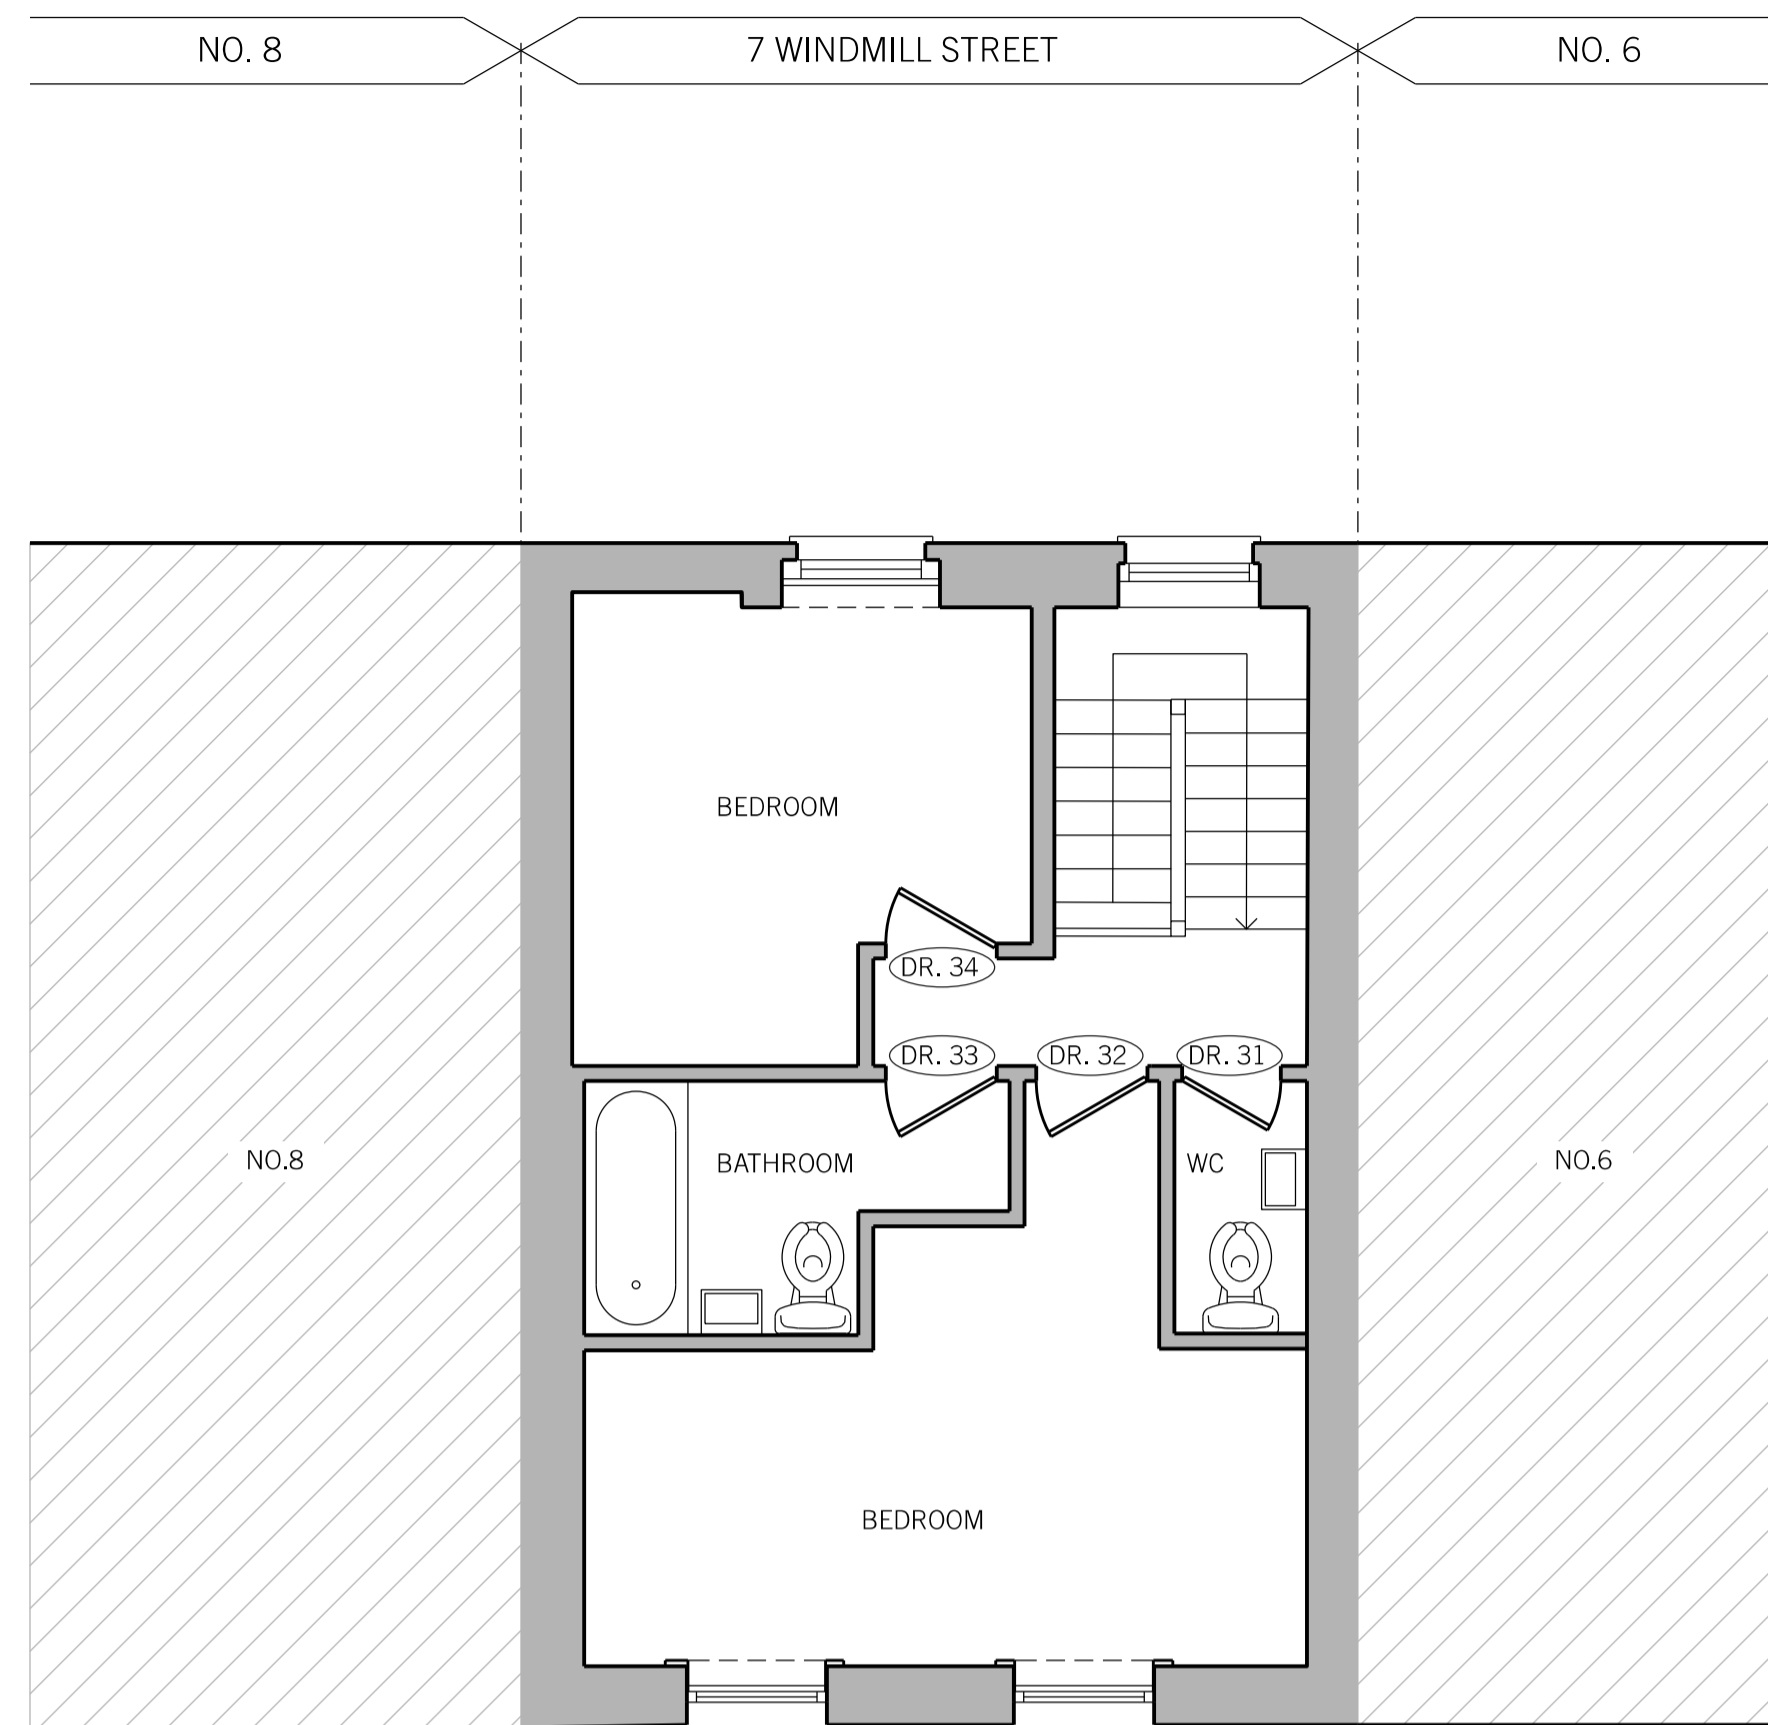 NO. 8
7 WINDMILL STREET
NO. 6
BEDROOM
DR. 34
DR. 33
DR. 32
DR. 31
NO.8
BATHROOM
WC
NO.6
BEDROOM